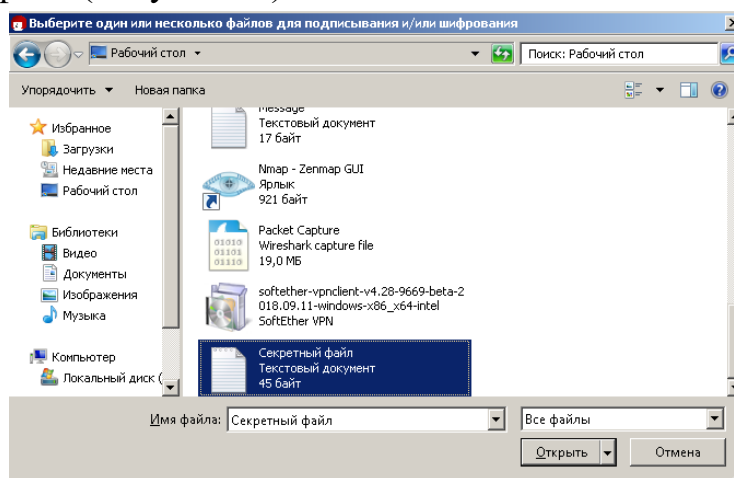 Выберите один или несколько файлов для подписывания и/или шифрования
Рабочий стол
Поиск: Рабочий стол
Упорядочить
Новая папка
Избранное
Загрузки
Недавние места
Рабочий стол
Библиотеки
Видео
Документы
Изображения
Музыка
Компьютер
Локальный диск (
Message
Текстовый документ
17 байт
Nmap - Zenmap GUI
Ярлык
921 байт
Packet Capture
Wireshark capture file
19,0 МБ
softether-vpnclient-v4.28-9669-beta-2
018.09.11-windows-x86_x64-intel
SoftEther VPN
Секретный файл
Текстовый документ
45 байт
Имя файла: Секретный файл
Все файлы
Открыть
Отмена